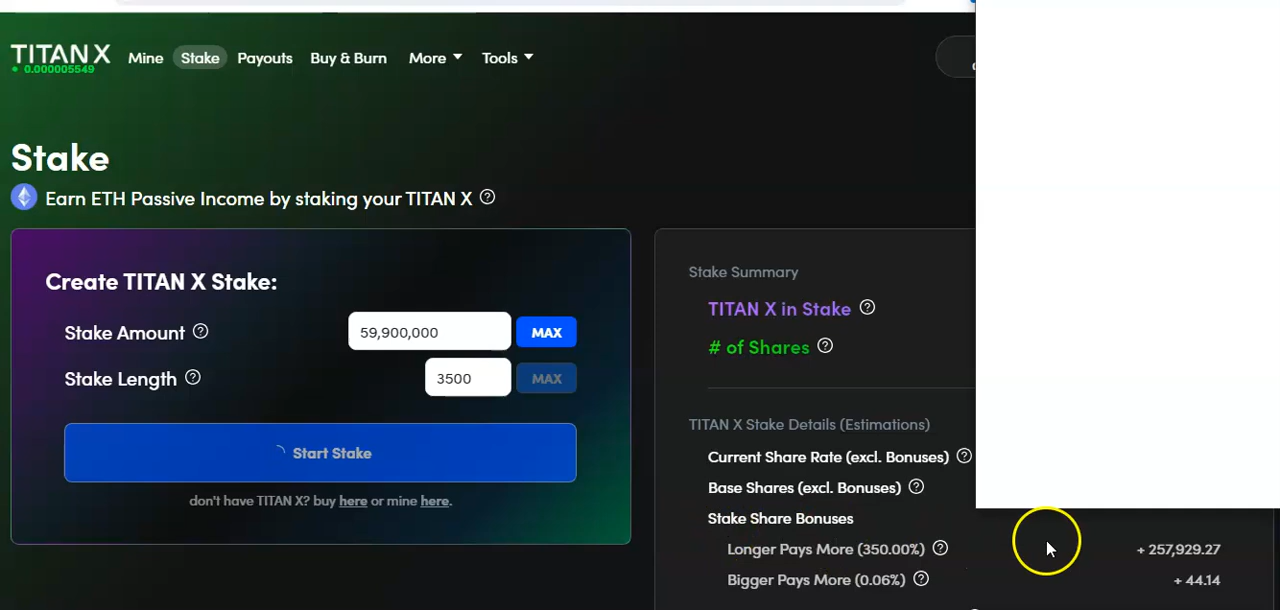 TITAN X
0.000005549
Mine
Stake
Payouts
Buy & Burn
More
Tools
Stake
Earn ETH Passive Income by staking your TITAN X
Create TITAN X Stake:
Stake Amount
59,900,000
MAX
Stake Length
3500
MAX
Start Stake
don't have TITAN X? buy here or mine here.
Stake Summary
TITAN X in Stake
# of Shares
TITAN X Stake Details (Estimations)
Current Share Rate (excl. Bonuses)
Base Shares (excl. Bonuses)
Stake Share Bonuses
Longer Pays More (350.00%) + 257,929.27
Bigger Pays More (0.06%) + 44.14